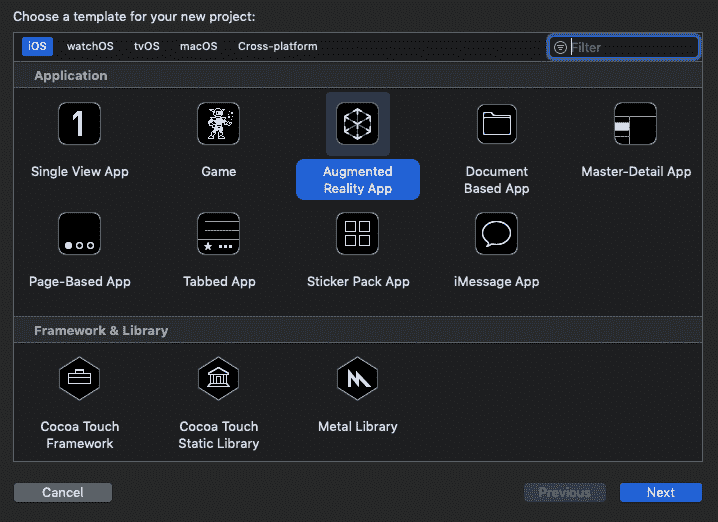 Choose a template for your new project:
iOS watchOS tvOS macOS Cross-platform Filter
Application
1
Single View App Game Augmented Reality App Document Based App Master-Detail App
Page-Based App Tabbed App Sticker Pack App iMessage App
Framework & Library
Cocoa Touch Framework Cocoa Touch Static Library Metal Library
Cancel Previous Next